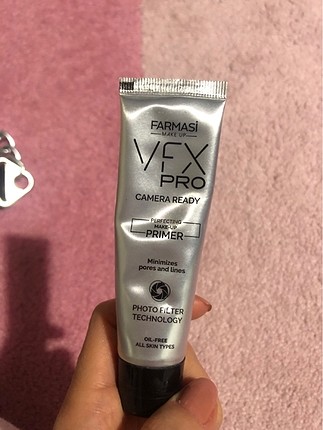 FARMASİ
MAKE UP
VFX
PRO
CAMERA READY
PERFECTING
MAKE-UP
PRIMER
Minimizes
pores and lines
PHOTO FILTER
TECHNOLOGY
OIL-FREE
ALL SKIN TYPES